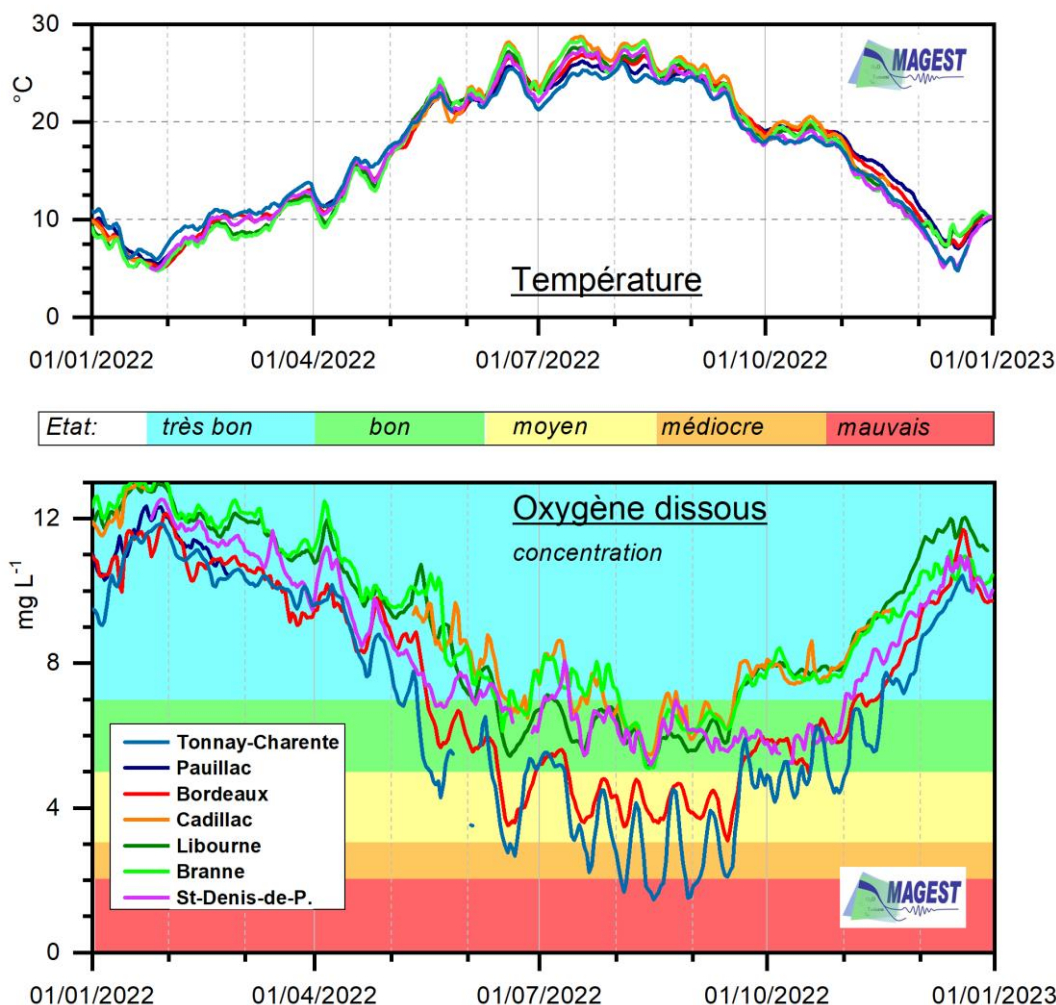 30
°C
20
10
0
MAGEST
Température
01/01/2022
01/04/2022
01/07/2022
01/10/2022
01/01/2023
Etat: très bon bon moyen médiocre mauvais
Oxygène dissous
concentration
12
mg L⁻¹
8
4
0
Tonnay-Charente
Pauillac
Bordeaux
Cadillac
Libourne
Branne
St-Denis-de-P.
MAGEST
01/01/2022
01/04/2022
01/07/2022
01/10/2022
01/01/2023